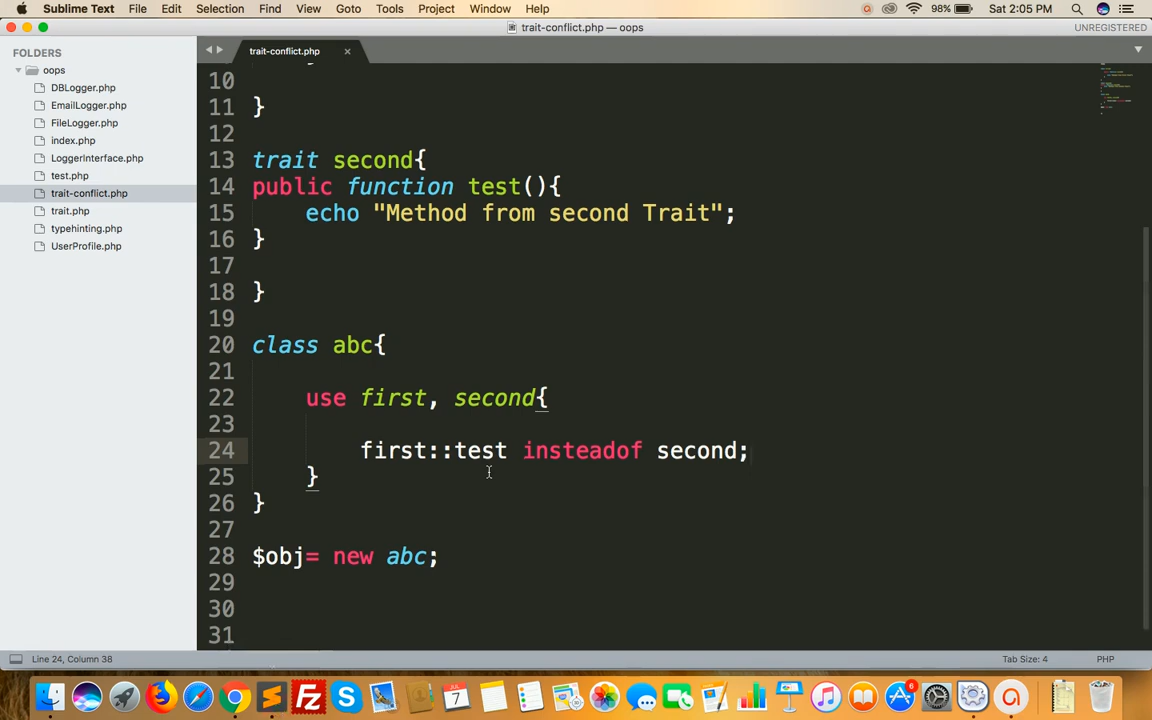 Sublime Text File Edit Selection Find View Goto Tools Project Window Help 98% Sat 2:05 PM
trait-conflict.php — oops UNREGISTERED
FOLDERS
oops
DBLogger.php
EmailLogger.php
FileLogger.php
index.php
LoggerInterface.php
test.php
trait-conflict.php
trait.php
typehinting.php
UserProfile.php
trait-conflict.php ×
10
11 }
12
13 trait second{
14 public function test(){
15 echo "Method from second Trait";
16 }
17
18 }
19
20 class abc{
21
22 use first, second{
23
24 first::test insteadof second;
25 }
26 }
27
28 $obj= new abc;
29
30
31
Line 24, Column 38 Tab Size: 4 PHP
JUL
7
6